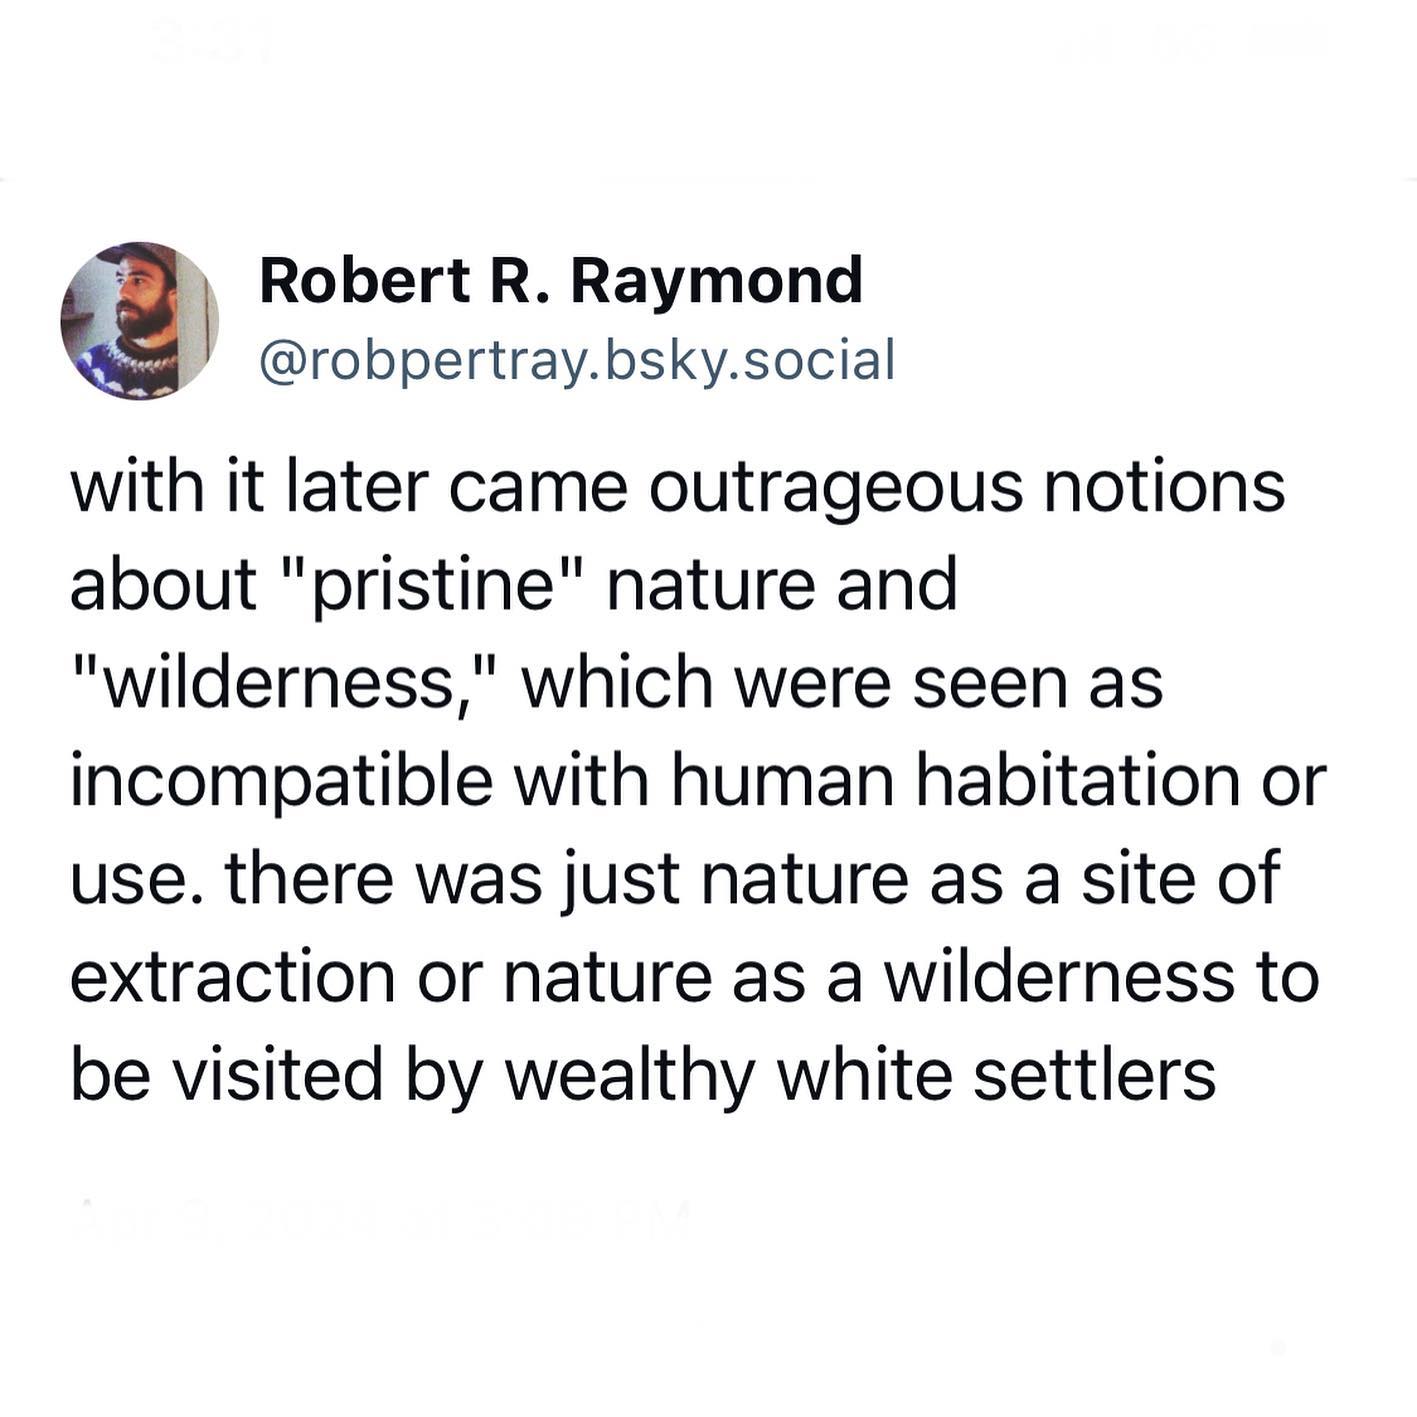 Robert R. Raymond
@robpertray.bsky.social
with it later came outrageous notions
about "pristine" nature and
"wilderness," which were seen as
incompatible with human habitation or
use. there was just nature as a site of
extraction or nature as a wilderness to
be visited by wealthy white settlers